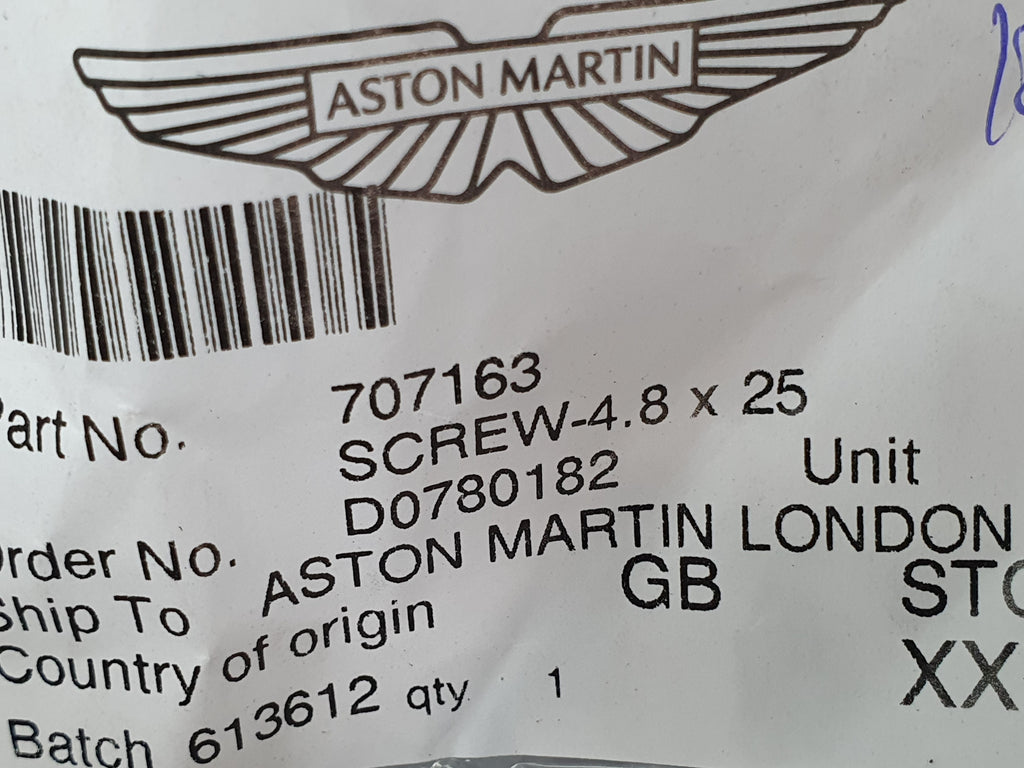 ASTON MARTIN
Part No. 707163
SCREW-4.8 x 25
D0780182 Unit
Order No.
Ship To ASTON MARTIN LONDON
Country of origin GB
Batch 613612 qty 1
XX